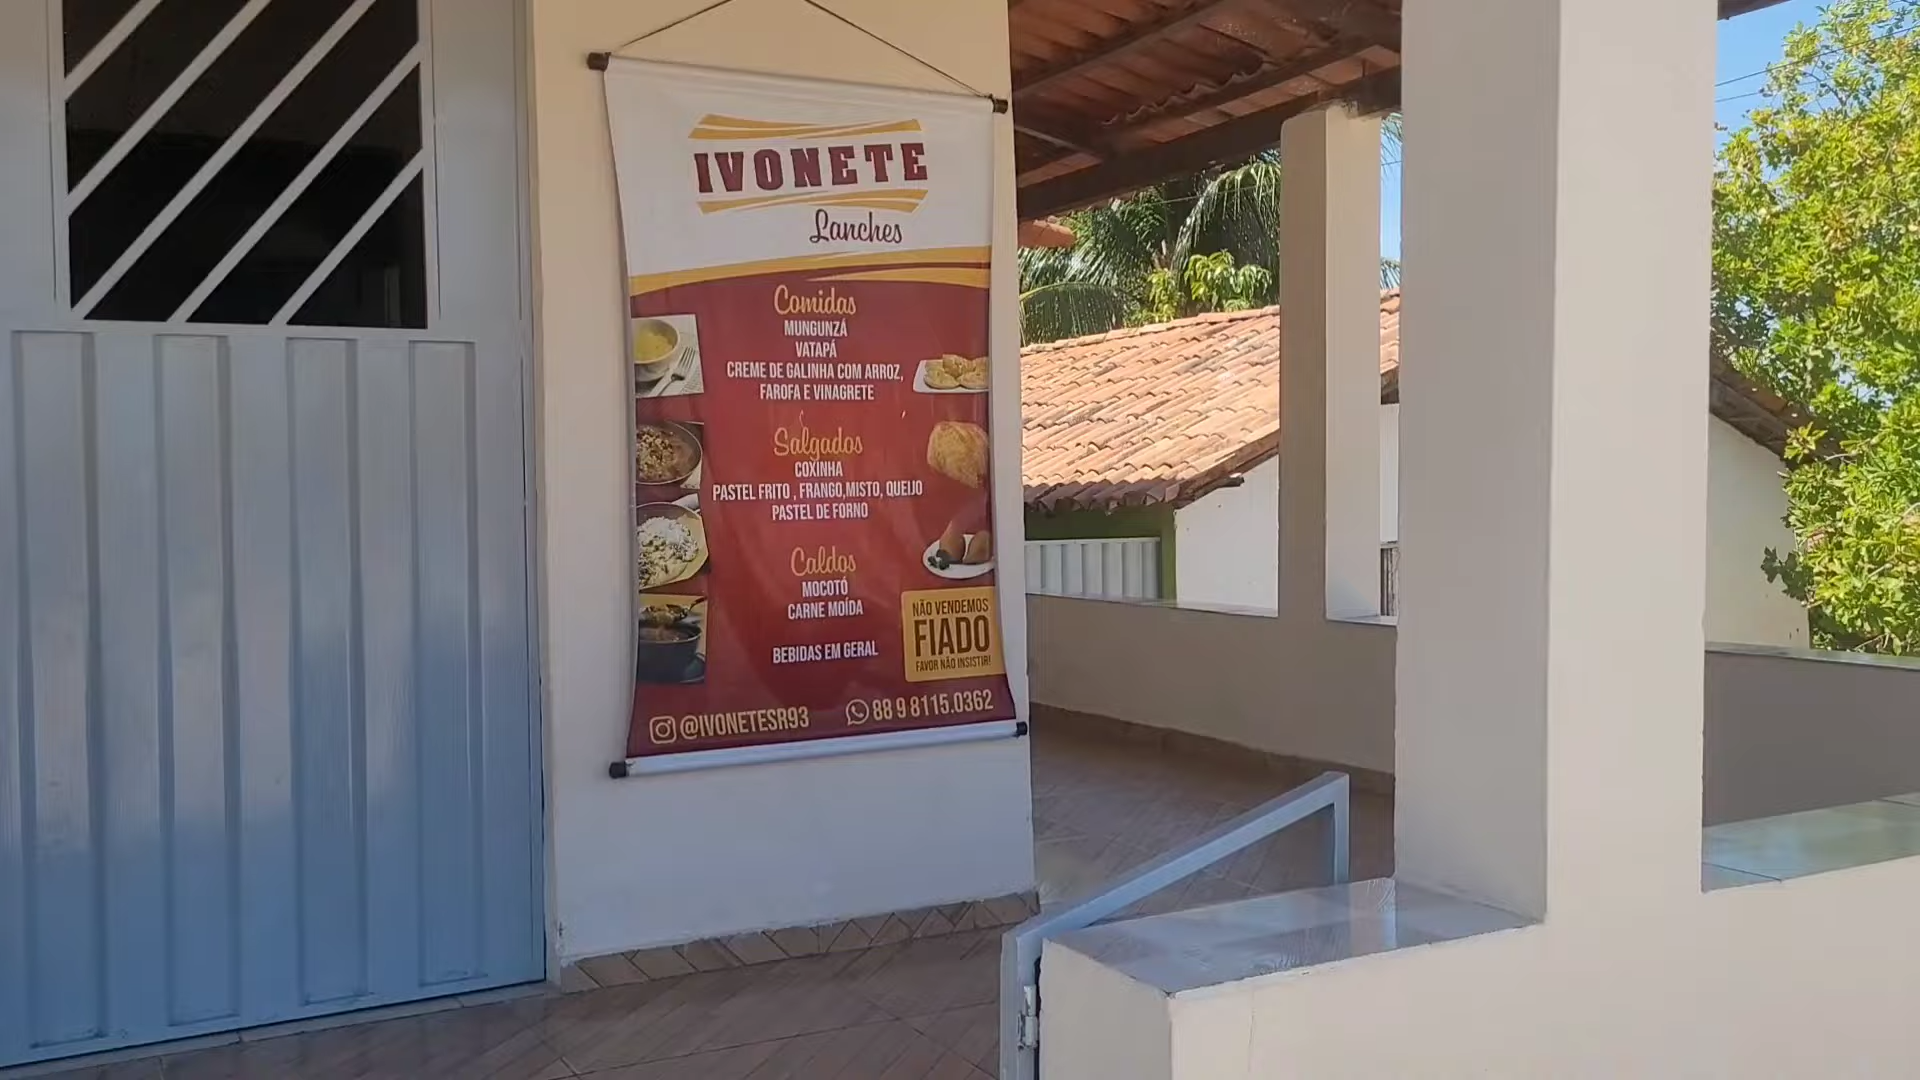 IVONETE
Lanches
Comidas
MUNGUNZÁ
VATAPÁ
CREME DE GALINHA COM ARROZ,
FAROFA E VINAGRETE
Salgados
COXINHA
PASTEL FRITO , FRANGO,MISTO, QUEIJO
PASTEL DE FORNO
Caldos
MOCOTÓ
CARNE MOÍDA
BEBIDAS EM GERAL
NÃO VENDEMOS
FIADO
FAVOR NÃO INSISTIR!
@IVONETESR93
88 9 8115.0362